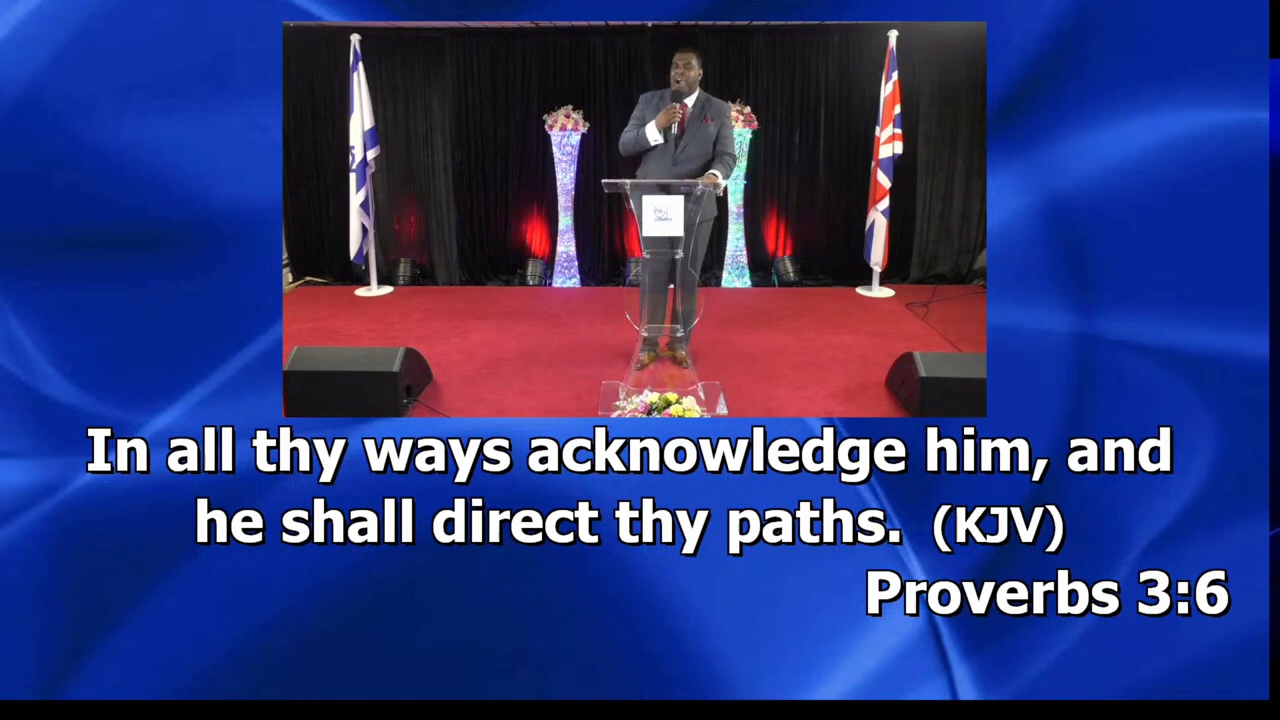 In all thy ways acknowledge him, and
he shall direct thy paths. (KJV)
Proverbs 3:6